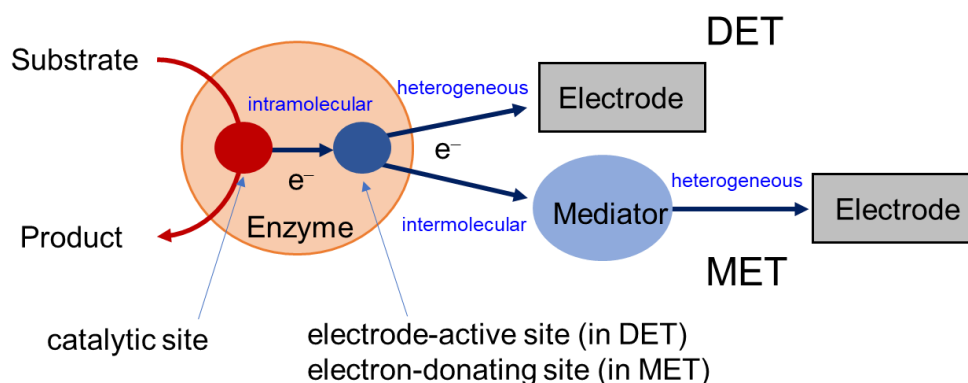 DET
Substrate
heterogeneous
Electrode
intramolecular
e⁻
e⁻
heterogeneous
Mediator
Electrode
intermolecular
Enzyme
Product
MET
catalytic site
electrode-active site (in DET)
electron-donating site (in MET)